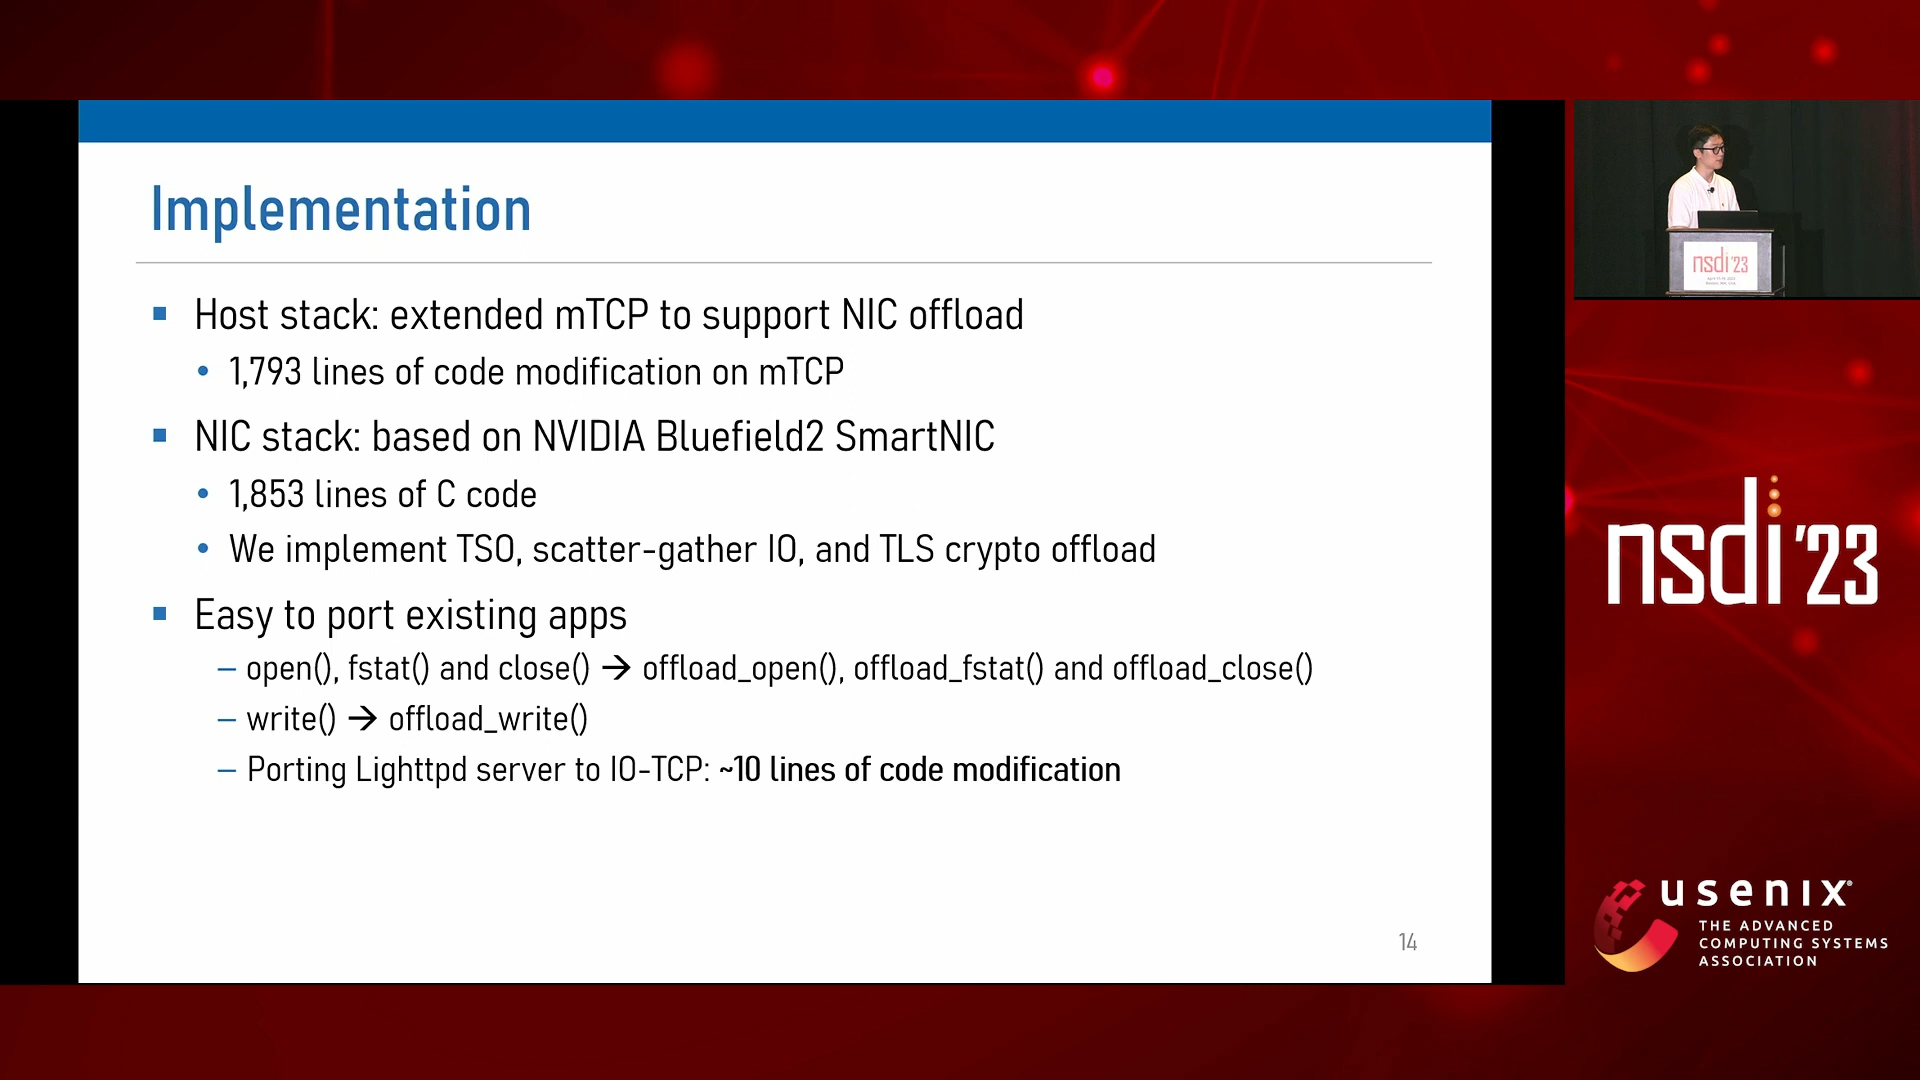 Implementation
Host stack: extended mTCP to support NIC offload
1,793 lines of code modification on mTCP
NIC stack: based on NVIDIA Bluefield2 SmartNIC
1,853 lines of C code
We implement TSO, scatter-gather IO, and TLS crypto offload
Easy to port existing apps
– open(), fstat() and close() → offload_open(), offload_fstat() and offload_close()
– write() → offload_write()
– Porting Lighttpd server to IO-TCP: ~10 lines of code modification
14
nsdi '23
nsdi '23
usenix®
THE ADVANCED
COMPUTING SYSTEMS
ASSOCIATION